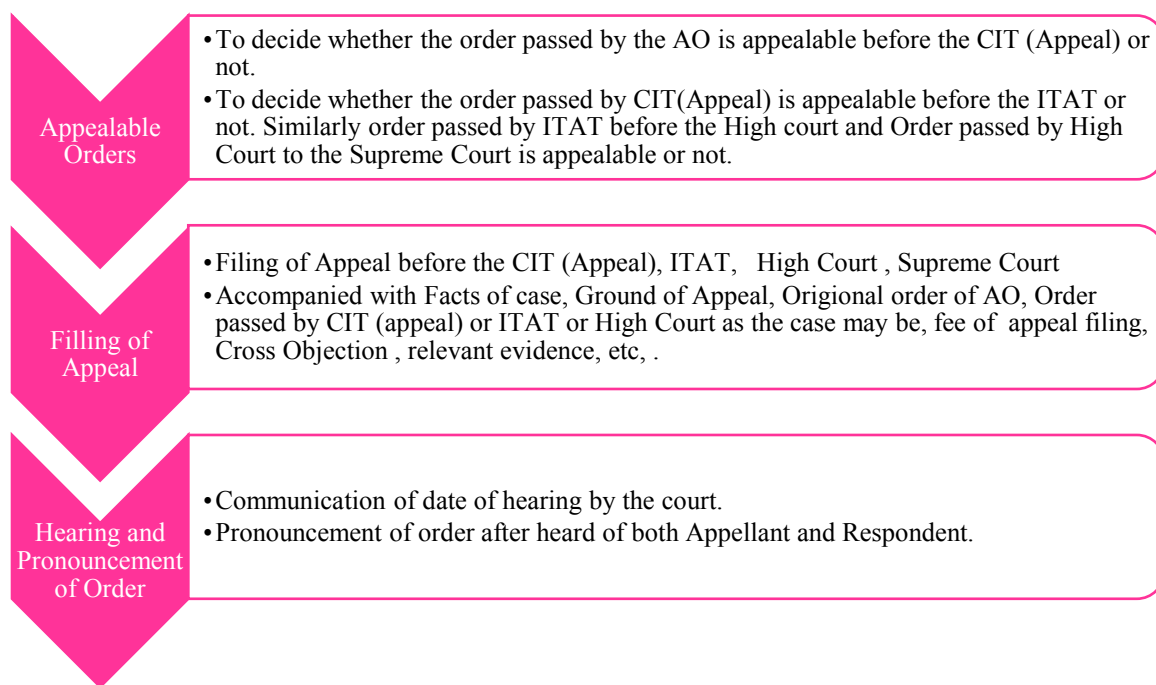 Appealable
Orders
•To decide whether the order passed by the AO is appealable before the CIT (Appeal) or
not.
•To decide whether the order passed by CIT(Appeal) is appealable before the ITAT or
not. Similarly order passed by ITAT before the High court and Order passed by High
Court to the Supreme Court is appealable or not.
Filling of
Appeal
•Filing of Appeal before the CIT (Appeal), ITAT, High Court , Supreme Court
•Accompanied with Facts of case, Ground of Appeal, Origional order of AO, Order
passed by CIT (appeal) or ITAT or High Court as the case may be, fee of appeal filing,
Cross Objection , relevant evidence, etc, .
Hearing and
Pronouncement
of Order
•Communication of date of hearing by the court.
•Pronouncement of order after heard of both Appellant and Respondent.